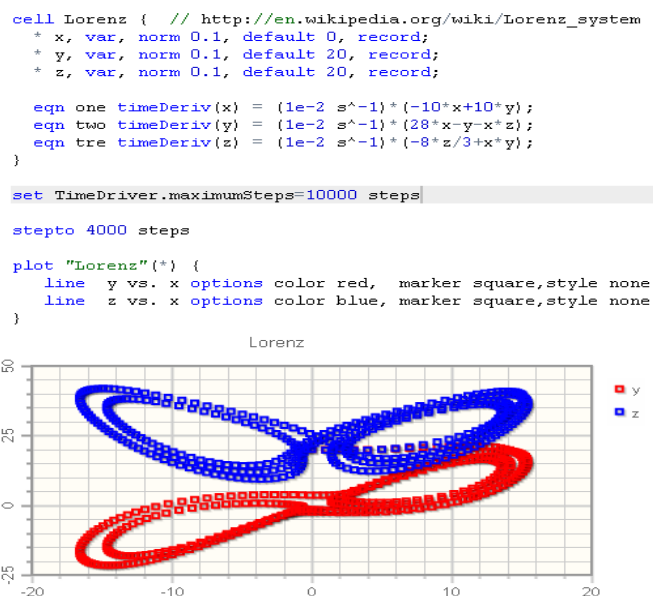 cell Lorenz {  // http://en.wikipedia.org/wiki/Lorenz_system
  * x, var, norm 0.1, default 0, record;
  * y, var, norm 0.1, default 20, record;
  * z, var, norm 0.1, default 20, record;
  eqn one timeDeriv(x) = (1e-2 s^-1)*(-10*x+10*y);
  eqn two timeDeriv(y) = (1e-2 s^-1)*(28*x-y-x*z);
  eqn tre timeDeriv(z) = (1e-2 s^-1)*(-8*z/3+x*y);
}
set TimeDriver.maximumSteps=10000 steps
stepto 4000 steps
plot "Lorenz"(*) {
   line  y vs. x options color red,  marker square,style none
   line  z vs. x options color blue, marker square,style none
}
Lorenz
50
25
0
-25
-20 -10 0 10 20
y
z